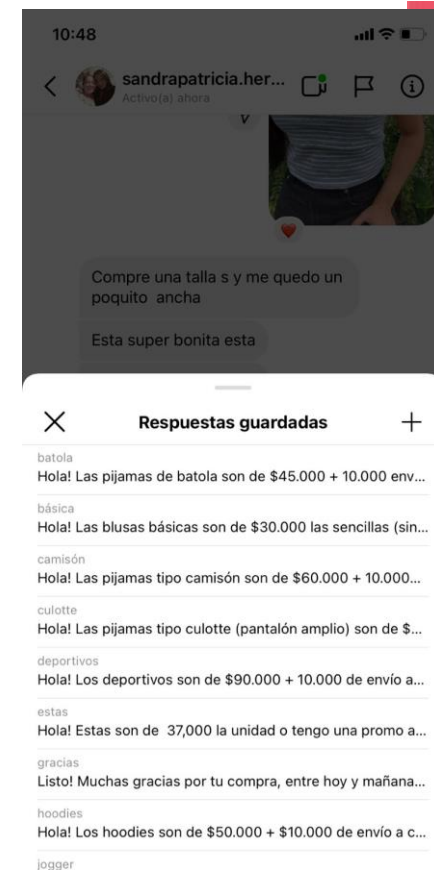 10:48
sandrapatricia.her...
Activo(a) ahora
Compre una talla s y me quedo un
poquito ancha
Esta super bonita esta
Respuestas guardadas
batola
Hola! Las pijamas de batola son de $45.000 + 10.000 env...
básica
Hola! Las blusas básicas son de $30.000 las sencillas (sin...
camisón
Hola! Las pijamas tipo camisón son de $60.000 + 10.000...
culotte
Hola! Las pijamas tipo culotte (pantalón amplio) son de $...
deportivos
Hola! Los deportivos son de $90.000 + 10.000 de envío a...
estas
Hola! Estas son de  37,000 la unidad o tengo una promo a...
gracias
Listo! Muchas gracias por tu compra, entre hoy y mañana...
hoodies
Hola! Los hoodies son de $50.000 + $10.000 de envío a c...
jogger